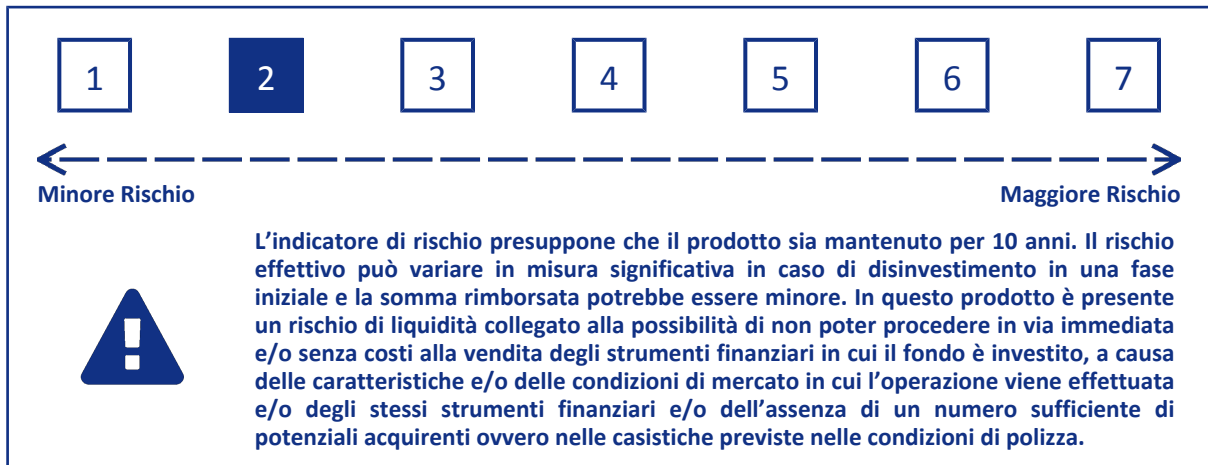 1 2 3 4 5 6 7
Minore Rischio Maggiore Rischio
L’indicatore di rischio presuppone che il prodotto sia mantenuto per 10 anni. Il rischio
effettivo può variare in misura significativa in caso di disinvestimento in una fase
iniziale e la somma rimborsata potrebbe essere minore. In questo prodotto è presente
un rischio di liquidità collegato alla possibilità di non poter procedere in via immediata
e/o senza costi alla vendita degli strumenti finanziari in cui il fondo è investito, a causa
delle caratteristiche e/o delle condizioni di mercato in cui l’operazione viene effettuata
e/o degli stessi strumenti finanziari e/o dell’assenza di un numero sufficiente di
potenziali acquirenti ovvero nelle casistiche previste nelle condizioni di polizza.